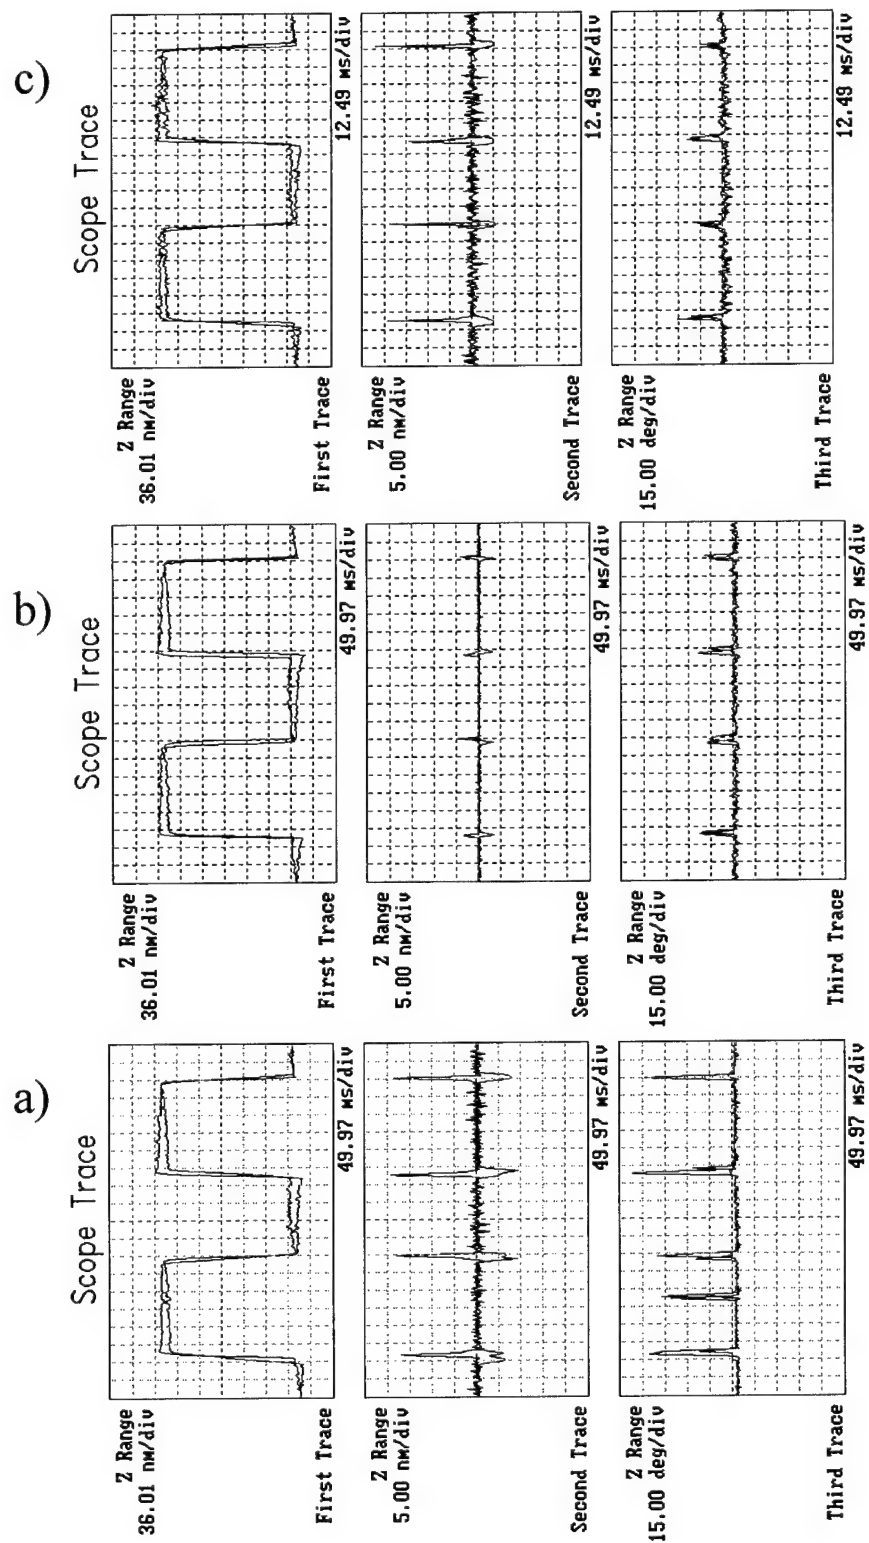 a)
Scope Trace
Z Range
36.01 nm/div
First Trace
49.97 ms/div
Z Range
5.00 nm/div
Second Trace
49.97 ms/div
Z Range
15.00 deg/div
Third Trace
49.97 ms/div
b)
Scope Trace
Z Range
36.01 nm/div
First Trace
49.97 ms/div
Z Range
5.00 nm/div
Second Trace
49.97 ms/div
Z Range
15.00 deg/div
Third Trace
49.97 ms/div
c)
Scope Trace
Z Range
36.01 nm/div
First Trace
12.49 ms/div
Z Range
5.00 nm/div
Second Trace
12.49 ms/div
Z Range
15.00 deg/div
Third Trace
12.49 ms/div